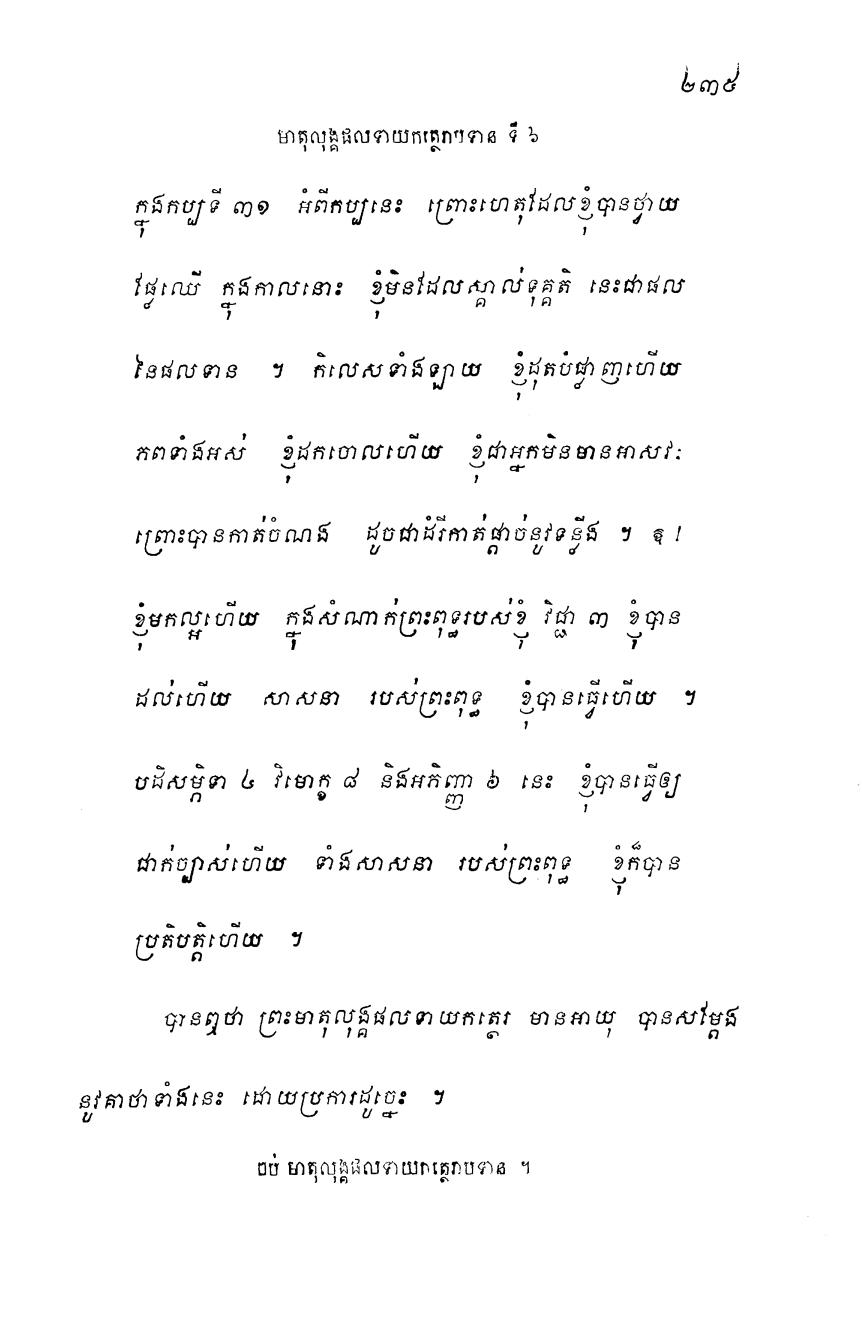 ២៣៥
មាតុលុង្គផលទាយកត្ថេរាបទាន ទី ៦
ក្នុងកប្បទី ៣១ អំពីកប្បនេះ ព្រោះហេតុដែលខ្ញុំបានថ្វាយ
ផ្លែឈើ ក្នុងកាលនោះ ខ្ញុំមិនដែលស្គាល់ទុគ្គតិ នេះជាផល
នៃផលទាន ។ កិលេសទាំងឡាយ ខ្ញុំដុតបំផ្លាញហើយ
ភពទាំងអស់ ខ្ញុំដកចោលហើយ ខ្ញុំជាអ្នកមិនមានអាសវៈ
ព្រោះបានកាត់ចំណង ដូចជាដំរីកាត់ផ្តាច់នូវទន្លីង ។ ឱ !
ខ្ញុំមកល្អហើយ ក្នុងសំណាក់ព្រះពុទ្ធរបស់ខ្ញុំ វិជ្ជា ៣ ខ្ញុំបាន
ដល់ហើយ សាសនា របស់ព្រះពុទ្ធ ខ្ញុំបានធ្វើហើយ ។
បដិសម្ភិទា ៤ វិមោក្ខ ៨ និងអភិញ្ញា ៦ នេះ ខ្ញុំបានធ្វើឲ្យ
ជាក់ច្បាស់ហើយ ទាំងសាសនា របស់ព្រះពុទ្ធ ខ្ញុំក៏បាន
ប្រតិបត្តិហើយ ។
បានឮថា ព្រះមាតុលុង្គផលទាយកត្ថេរ មានអាយុ បានសម្តែង
នូវគាថាទាំងនេះ ដោយប្រការដូច្នេះ ។
ចប់ មាតុលុង្គផលទាយកត្ថេរាបទាន ។